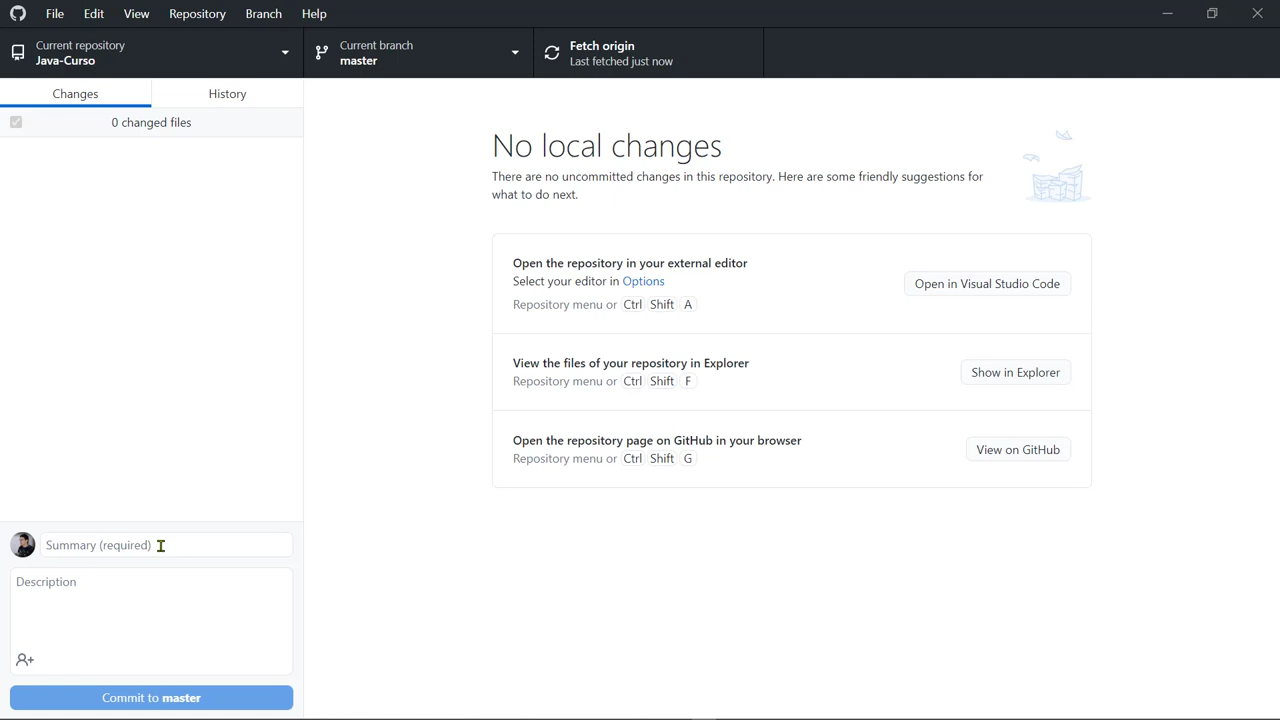 File Edit View Repository Branch Help
Current repository
Java-Curso
Current branch
master
Fetch origin
Last fetched just now
Changes
History
0 changed files
No local changes
There are no uncommitted changes in this repository. Here are some friendly suggestions for
what to do next.
Open the repository in your external editor
Select your editor in Options
Repository menu or Ctrl Shift A
Open in Visual Studio Code
View the files of your repository in Explorer
Repository menu or Ctrl Shift F
Show in Explorer
Open the repository page on GitHub in your browser
Repository menu or Ctrl Shift G
View on GitHub
Summary (required)
Description
Commit to master